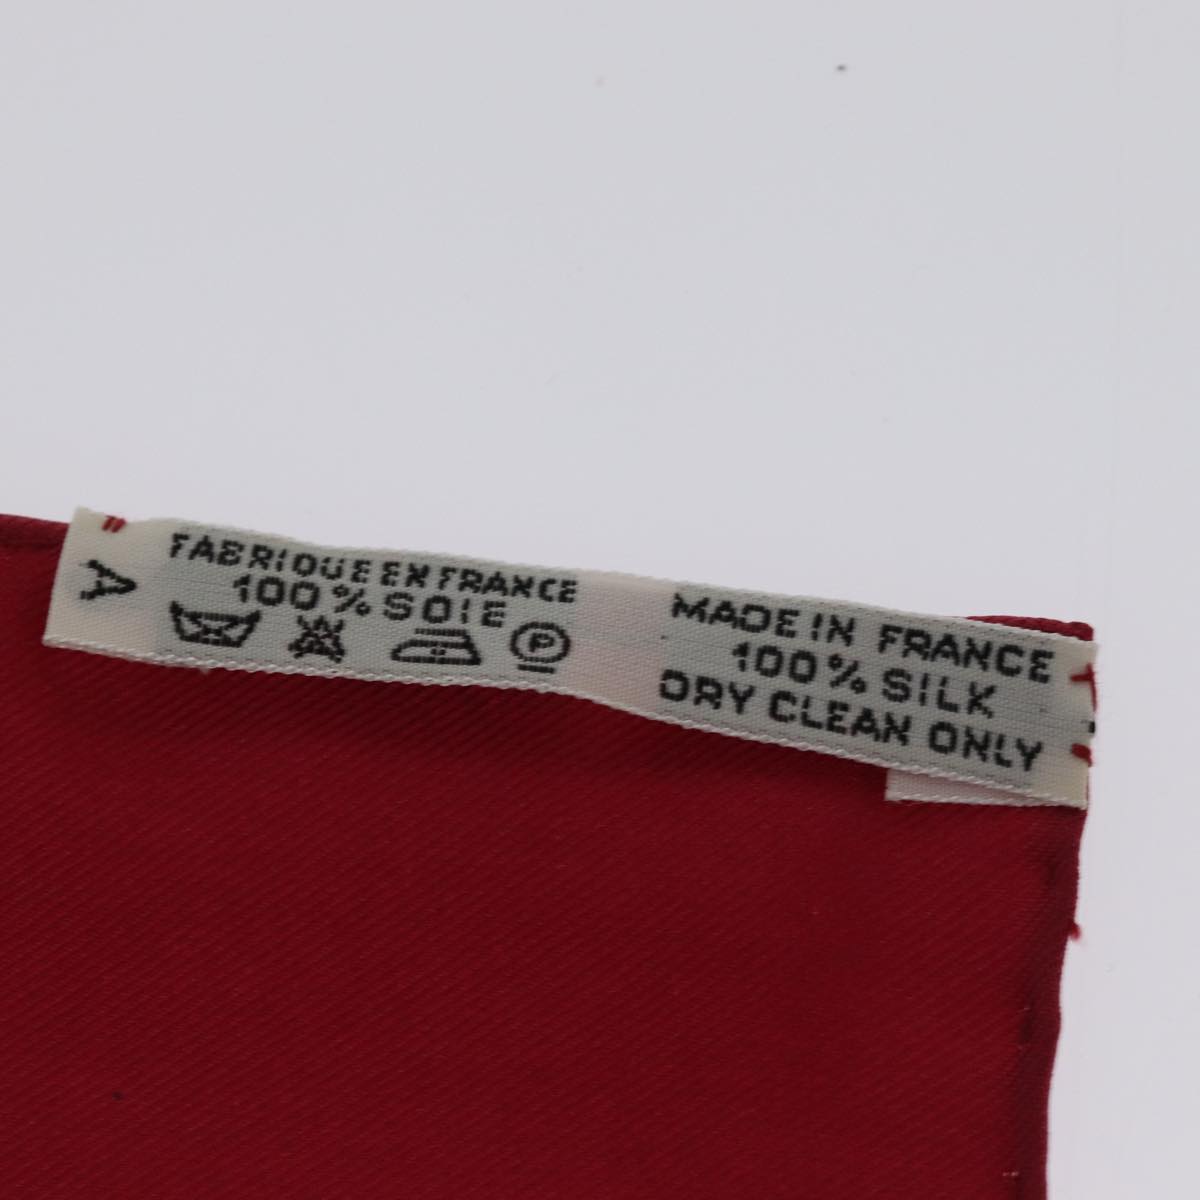 A
FABRIQUE EN FRANCE
100% SOIE
P
MADE IN FRANCE
100% SILK
DRY CLEAN ONLY